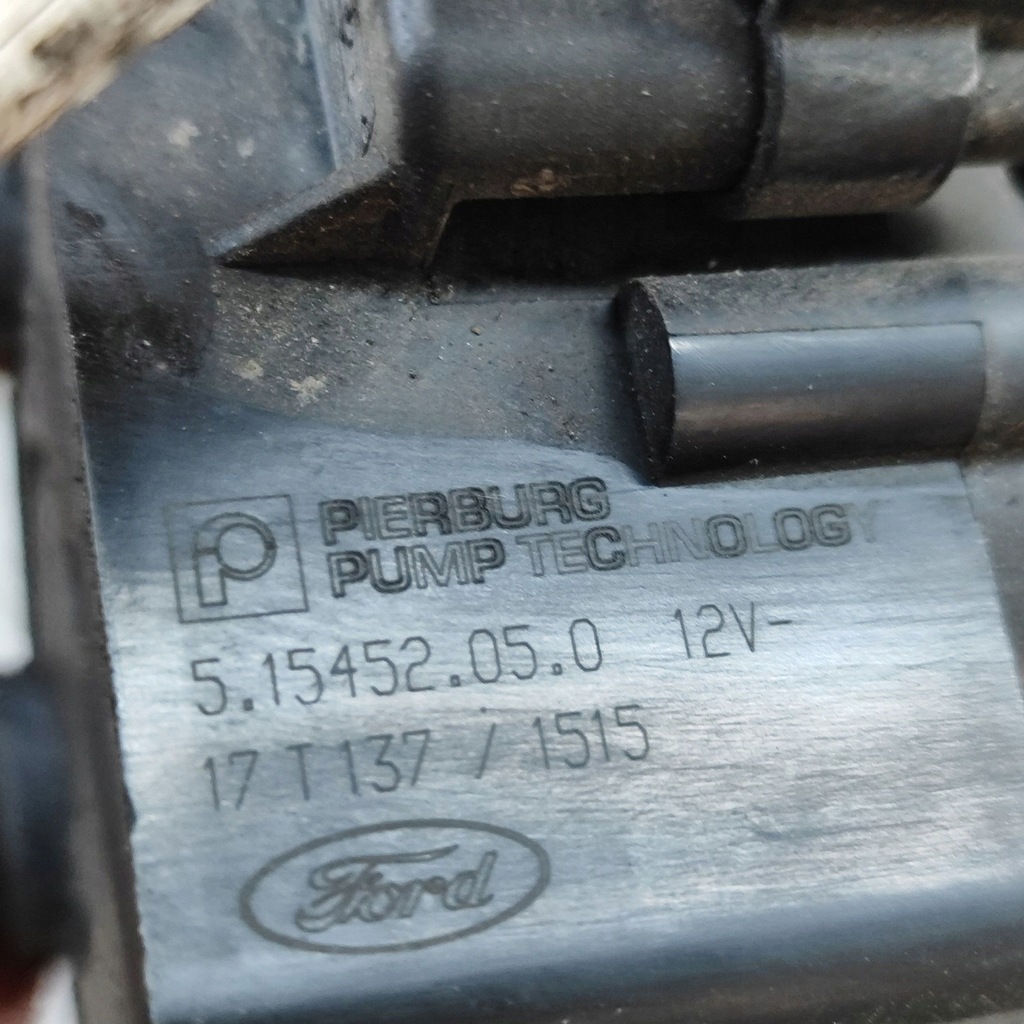 PIERBURG
PUMP TECHNOLOGY
5.15452.05.0 12V-
17 T 137 / 1515
Ford